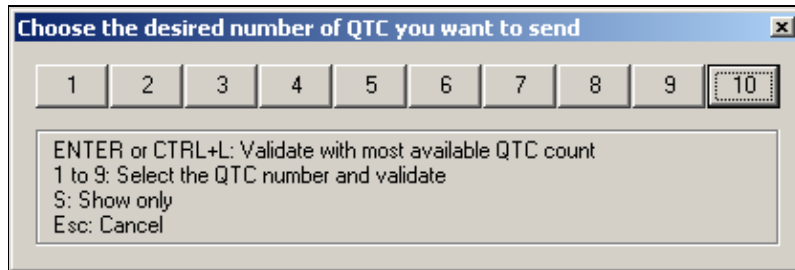 Choose the desired number of QTC you want to send
1 2 3 4 5 6 7 8 9 10
ENTER or CTRL+L: Validate with most available QTC count
1 to 9: Select the QTC number and validate
S: Show only
Esc: Cancel